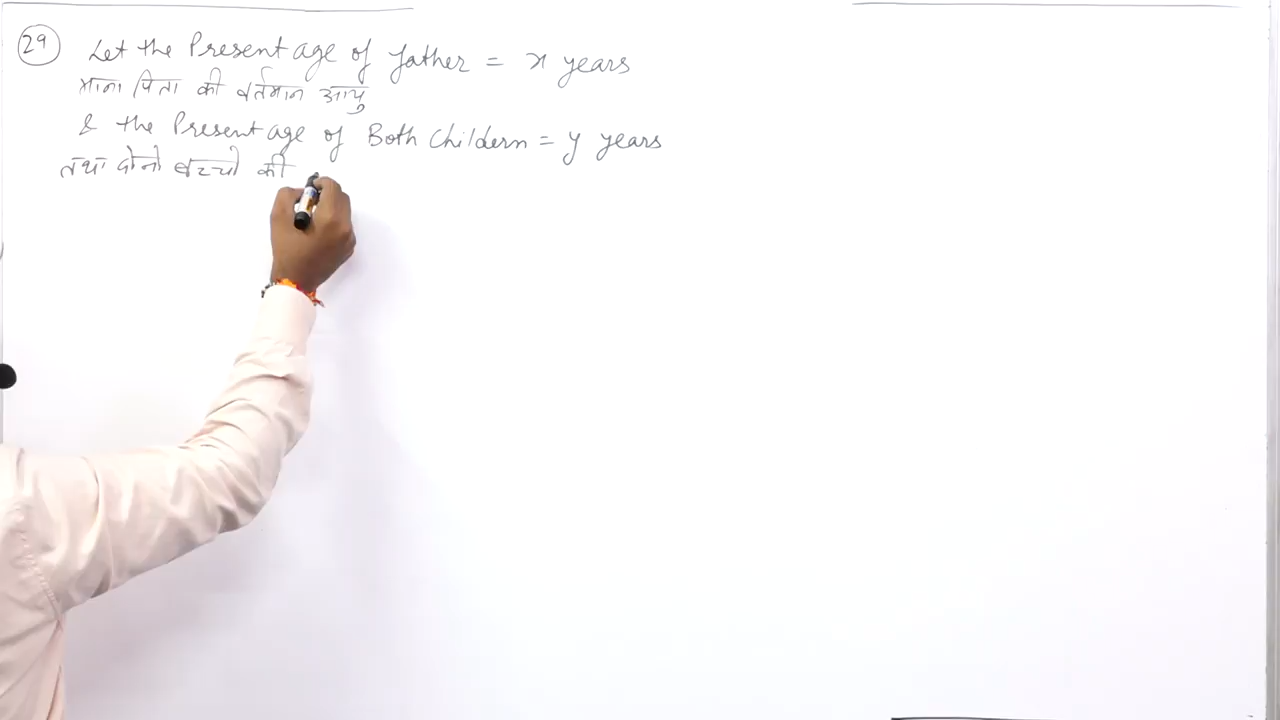 29 Let the Present age of father = x years
माना पिता की वर्तमान आयु
& the Present age of Both Childern = y years
तथा दोनो बच्चो की